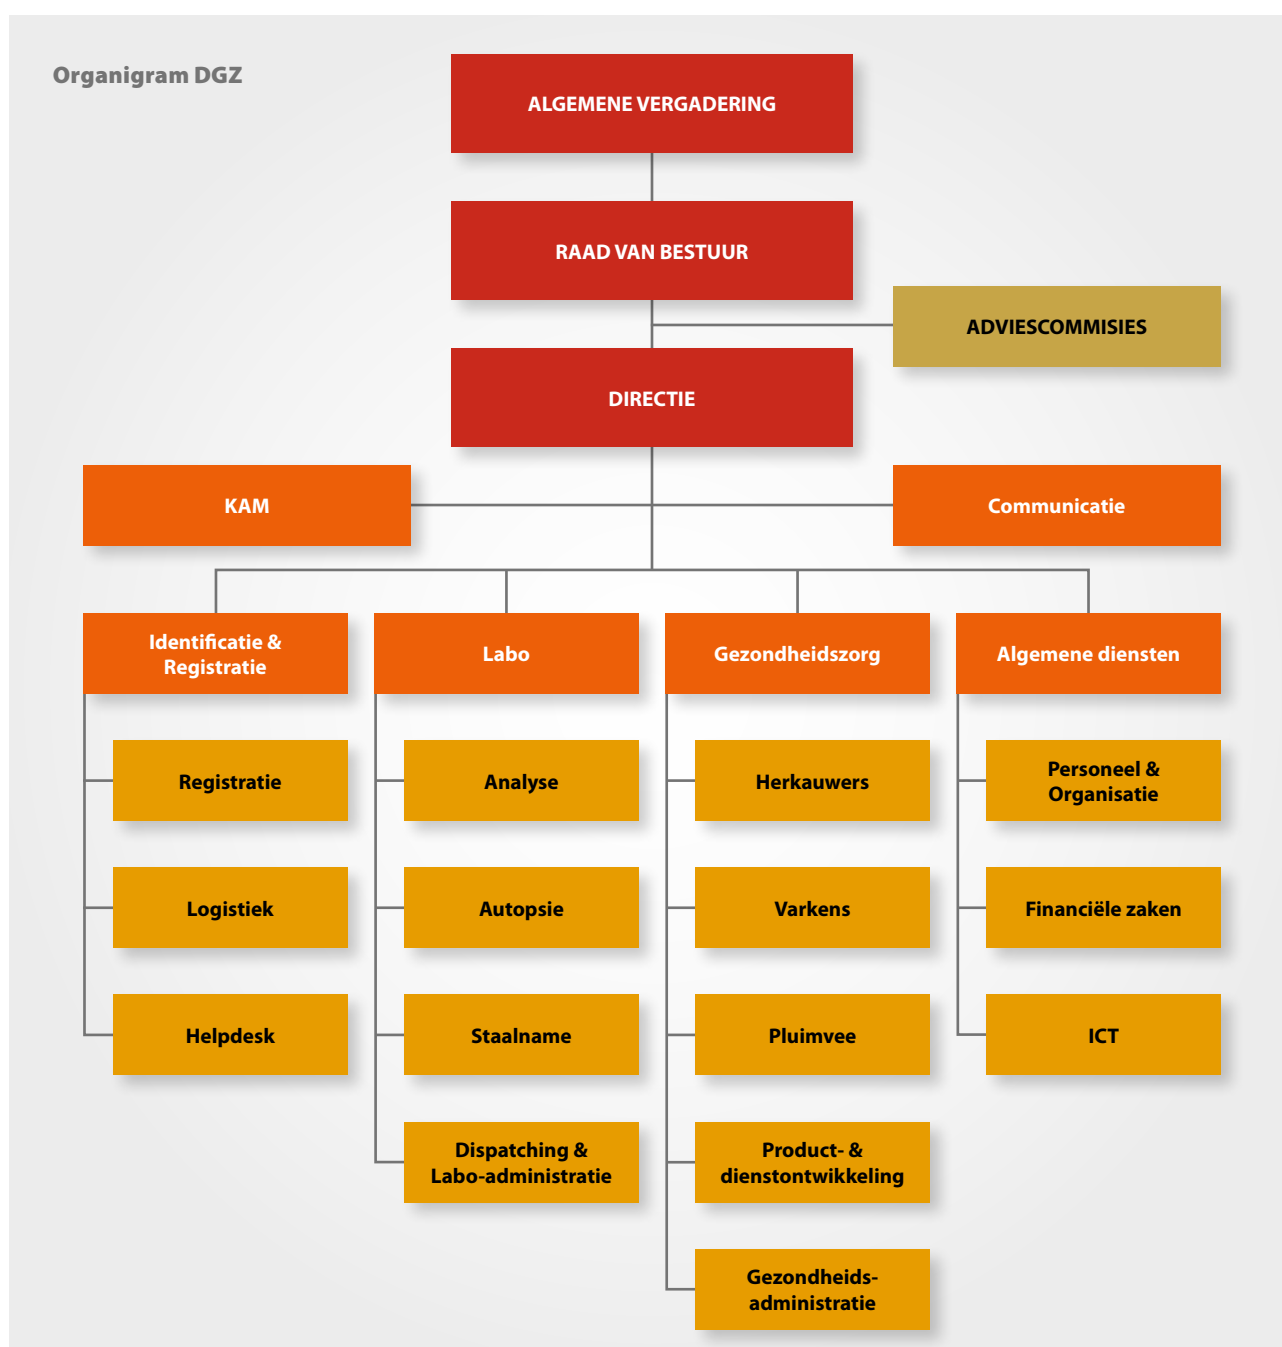 Organigram DGZ
ALGEMENE VERGADERING
RAAD VAN BESTUUR
ADVIESCOMMISIES
DIRECTIE
KAM
Communicatie
Identificatie &
Registratie
Labo
Gezondheidszorg
Algemene diensten
Registratie
Logistiek
Helpdesk
Analyse
Autopsie
Staalname
Dispatching &
Labo-administratie
Herkauwers
Varkens
Pluimvee
Product- &
dienstontwikkeling
Gezondheids-
administratie
Personeel &
Organisatie
Financiële zaken
ICT